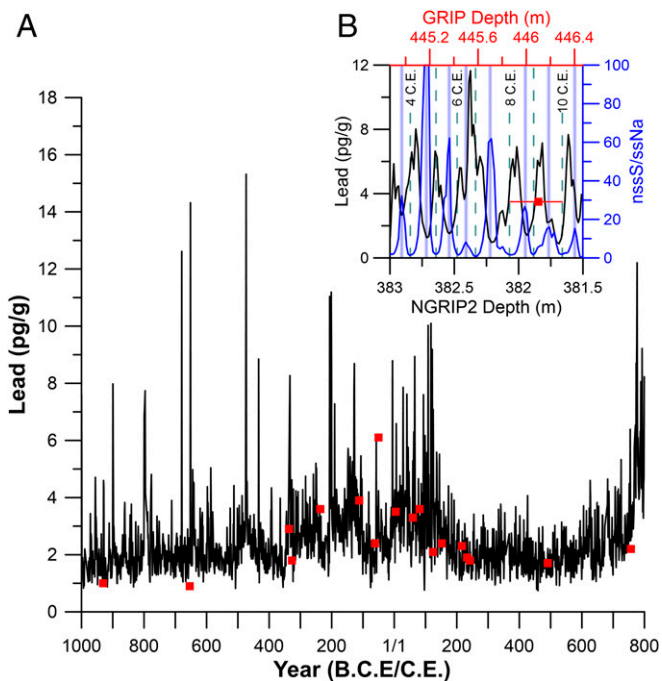 A
B
GRIP Depth (m)
445.2 445.6 446 446.4
12
8
4
0
Lead (pg/g)
4 C.E.
6 C.E.
8 C.E.
10 C.E.
100
80
60
40
20
0
nssS/ssNa
383 382.5 382 381.5
NGRIP2 Depth (m)
18
16
14
12
10
8
6
4
2
0
Lead (pg/g)
1000 800 600 400 200 1/1 200 400 600 800
Year (B.C.E/C.E.)